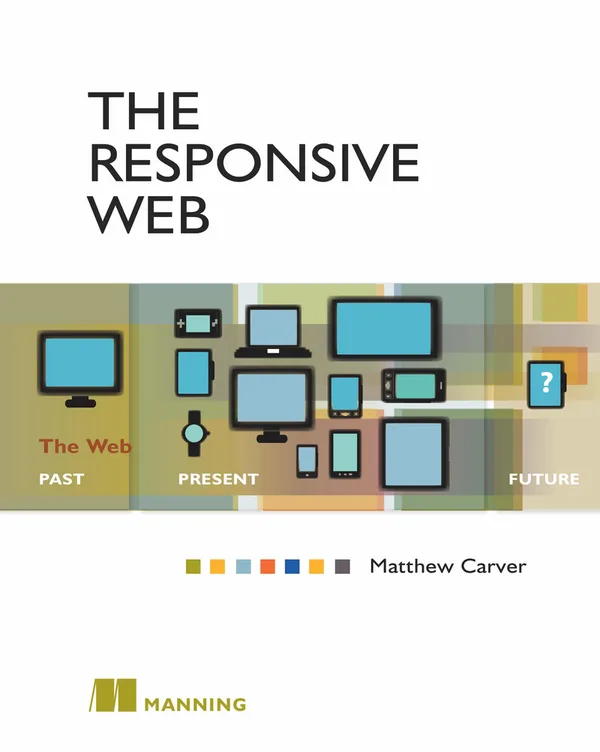 THE
RESPONSIVE
WEB
?
The Web
PAST
PRESENT
FUTURE
Matthew Carver
MANNING